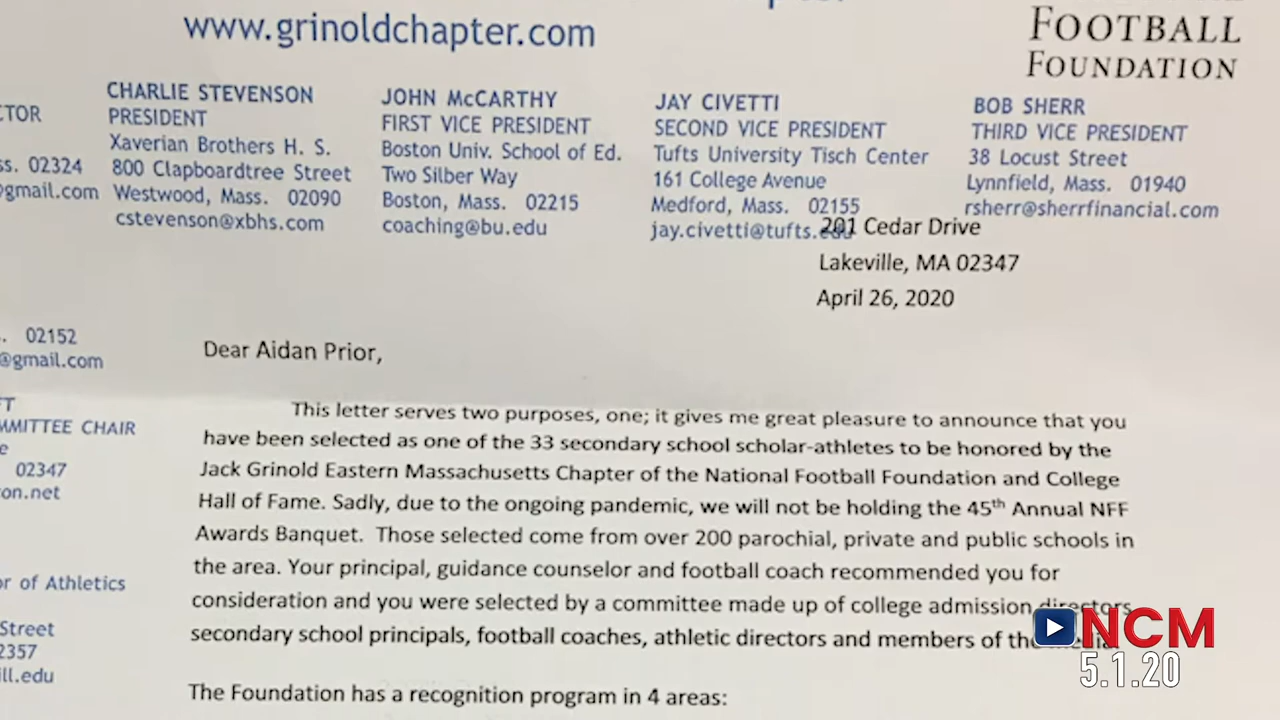 www.grinoldchapter.com
FOOTBALL
FOUNDATION
CHARLIE STEVENSON
PRESIDENT
Xaverian Brothers H. S.
800 Clapboardtree Street
Westwood, Mass. 02090
cstevenson@xbhs.com
JOHN McCARTHY
FIRST VICE PRESIDENT
Boston Univ. School of Ed.
Two Silber Way
Boston, Mass. 02215
coaching@bu.edu
JAY CIVETTI
SECOND VICE PRESIDENT
Tufts University Tisch Center
161 College Avenue
Medford, Mass. 02155
jay.civetti@tufts.edu
BOB SHERR
THIRD VICE PRESIDENT
38 Locust Street
Lynnfield, Mass. 01940
rsherr@sherrfinancial.com
02324
@gmail.com
201 Cedar Drive
Lakeville, MA 02347
April 26, 2020
02152
@gmail.com
CHAIR
02347
of Athletics
Street
Dear Aidan Prior,
This letter serves two purposes, one; it gives me great pleasure to announce that you
have been selected as one of the 33 secondary school scholar-athletes to be honored by the
Jack Grinold Eastern Massachusetts Chapter of the National Football Foundation and College
Hall of Fame. Sadly, due to the ongoing pandemic, we will not be holding the 45th Annual NFF
Awards Banquet. Those selected come from over 200 parochial, private and public schools in
the area. Your principal, guidance counselor and football coach recommended you for
consideration and you were selected by a committee made up of college admission directors
secondary school principals, football coaches, athletic directors and members of the media
The Foundation has a recognition program in 4 areas:
NCM
5.1.20